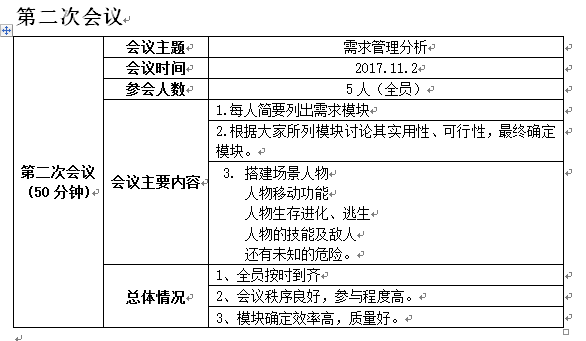 第二次会议
会议主题
需求管理分析
会议时间
2017.11.2
参会人数
5人（全员）
第二次会议
（50分钟）
会议主要内容
1.每人简要列出需求模块
2.根据大家所列模块讨论其实用性、可行性，最终确定
模块。
3. 搭建场景人物
人物移动功能
人物生存进化、逃生
人物的技能及敌人
还有未知的危险。
总体情况
1、全员按时到齐
2、会议秩序良好，参与程度高。
3、模块确定效率高，质量好。